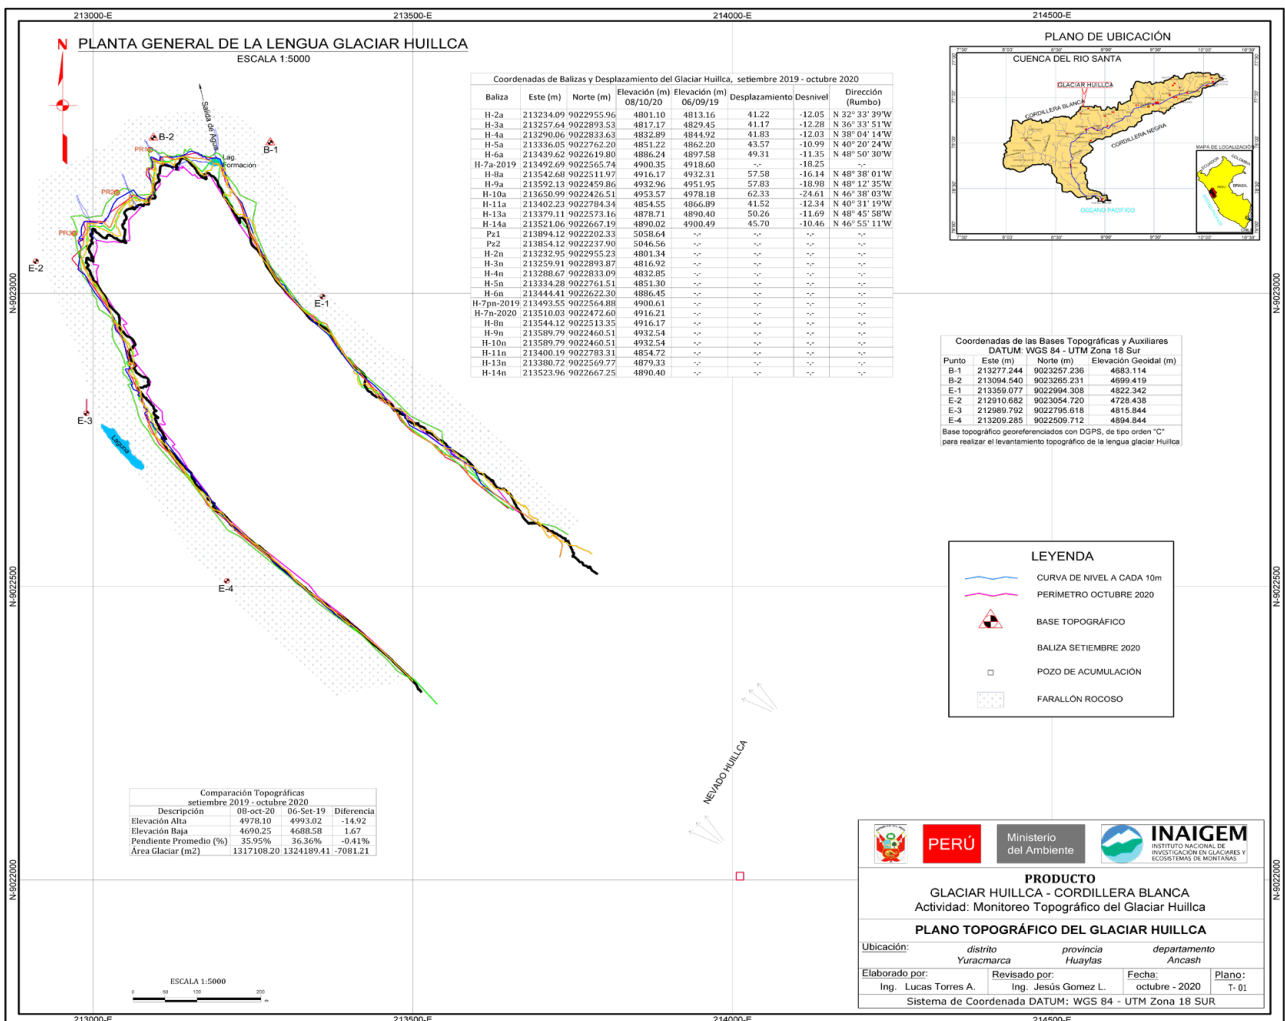 213000-E 213500-E 214000-E 214500-E
N
PLANTA GENERAL DE LA LENGUA GLACIAR HUILLCA
ESCALA 1:5000
Salida de Agua
B-2
B-1
PR1
Lag. Formación
PR2
PR3
E-2
E-1
E-3
Laguna
E-4
NEVADO HUILLCA
N-9023000
N-9022500
N-9022000
Coordenadas de Balizas y Desplazamiento del Glaciar Huillca, setiembre 2019 - octubre 2020
Baliza Este (m) Norte (m) Elevación (m) 08/10/20 Elevación (m) 06/09/19 Desplazamiento Desnivel Dirección (Rumbo)
H-2a 213234.09 9022955.96 4801.10 4813.16 41.22 -12.05 N 32° 33' 39"W
H-3a 213257.64 9022893.53 4817.17 4829.45 41.17 -12.28 N 36° 33' 51"W
H-4a 213290.06 9022833.63 4832.89 4844.92 41.83 -12.03 N 38° 04' 14"W
H-5a 213336.05 9022762.20 4851.22 4862.20 43.57 -10.99 N 40° 20' 24"W
H-6a 213439.62 9022619.80 4886.24 4897.58 49.31 -11.35 N 48° 50' 30"W
H-7a-2019 213492.69 9022565.74 4900.35 4918.60 -.- -18.25
H-8a 213542.68 9022511.97 4916.17 4932.31 57.58 -16.14 N 48° 38' 01"W
H-9a 213592.13 9022459.86 4932.96 4951.95 57.83 -18.98 N 48° 12' 35"W
H-10a 213650.99 9022426.51 4953.57 4978.18 62.33 -24.61 N 46° 38' 03"W
H-11a 213402.23 9022784.34 4854.55 4866.89 41.52 -12.34 N 40° 31' 19"W
H-13a 213379.11 9022573.16 4878.71 4890.40 50.26 -11.69 N 48° 45' 58"W
H-14a 213521.06 9022667.19 4890.02 4900.49 45.70 -10.46 N 46° 55' 11"W
Pz1 213894.12 9022202.33 5058.64 -.- -.- -.- -.-
Pz2 213854.12 9022237.90 5046.56 -.- -.- -.- -.-
H-2n 213232.95 9022955.23 4801.34 -.- -.- -.- -.-
H-3n 213259.91 9022893.87 4816.92 -.- -.- -.- -.-
H-4n 213288.67 9022833.09 4832.85 -.- -.- -.- -.-
H-5n 213334.28 9022761.51 4851.30 -.- -.- -.- -.-
H-6n 213444.41 9022622.30 4886.45 -.- -.- -.- -.-
H-7pn-2019 213493.55 9022564.88 4900.61 -.- -.- -.- -.-
H-7n-2020 213510.03 9022472.60 4916.21 -.- -.- -.- -.-
H-8n 213544.12 9022513.35 4916.17 -.- -.- -.- -.-
H-9n 213589.79 9022460.51 4932.54 -.- -.- -.- -.-
H-10n 213589.79 9022460.51 4932.54 -.- -.- -.- -.-
H-11n 213400.19 9022783.31 4854.72 -.- -.- -.- -.-
H-13n 213380.72 9022569.77 4879.33 -.- -.- -.- -.-
H-14n 213523.96 9022667.25 4890.40 -.- -.- -.- -.-
PLANO DE UBICACIÓN
CUENCA DEL RIO SANTA
GLACIAR HUILLCA
CORDILLERA BLANCA
CORDILLERA NEGRA
OCEANO PACIFICO
MAPA DE LOCALIZACIÓN
ECUADOR
COLOMBIA
BRASIL
Coordenadas de las Bases Topográficas y Auxiliares
DATUM: WGS 84 - UTM Zona 18 Sur
Punto Este (m) Norte (m) Elevación Geoidal (m)
B-1 213277.244 9023257.236 4683.114
B-2 213094.540 9023265.231 4699.419
E-1 213359.077 9022994.308 4822.342
E-2 212910.682 9023054.720 4728.438
E-3 212989.792 9022795.618 4815.844
E-4 213209.285 9022509.712 4894.844
Base topográfico georeferenciados con DGPS, de tipo orden "C"
para realizar el levantamiento topográfico de la lengua glaciar Huillca
LEYENDA
CURVA DE NIVEL A CADA 10m
PERÍMETRO OCTUBRE 2020
BASE TOPOGRÁFICO
BALIZA SETIEMBRE 2020
POZO DE ACUMULACIÓN
FARALLÓN ROCOSO
Comparación Topográficas
setiembre 2019 - octubre 2020
Descripción 08-oct-20 06-Set-19 Diferencia
Elevación Alta 4978.10 4993.02 -14.92
Elevación Baja 4690.25 4688.58 1.67
Pendiente Promedio (%) 35.95% 36.36% -0.41%
Área Glaciar (m2) 1317108.20 1324189.41 -7081.21
ESCALA 1:5000
0 50 100 200
PERÚ
Ministerio
del Ambiente
INAIGEM
INSTITUTO NACIONAL DE
INVESTIGACIÓN EN GLACIARES Y
ECOSISTEMAS DE MONTAÑAS
PRODUCTO
GLACIAR HUILLCA - CORDILLERA BLANCA
Actividad: Monitoreo Topográfico del Glaciar Huillca
PLANO TOPOGRÁFICO DEL GLACIAR HUILLCA
Ubicación: distrito provincia departamento
Yuracmarca Huaylas Ancash
Elaborado por: Revisado por: Fecha: Plano:
Ing. Lucas Torres A. Ing. Jesús Gomez L. octubre - 2020 T- 01
Sistema de Coordenada DATUM: WGS 84 - UTM Zona 18 SUR
213000-E 213500-E 214000-E 214500-E
N-9023000
N-9022500
N-9022000